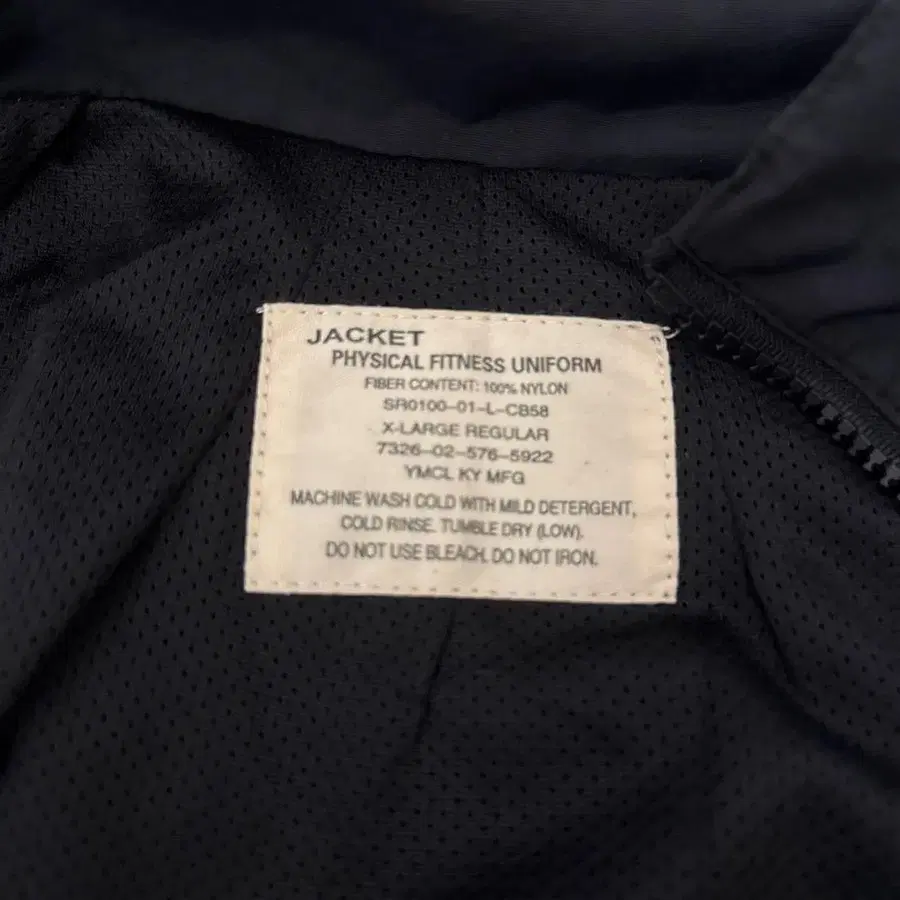 JACKET
PHYSICAL FITNESS UNIFORM
FIBER CONTENT: 100% NYLON
SR0100-01-L-CB58
X-LARGE REGULAR
7326-02-576-5922
YMCL KY MFG
MACHINE WASH COLD WITH MILD DETERGENT,
COLD RINSE. TUMBLE DRY (LOW).
DO NOT USE BLEACH. DO NOT IRON.